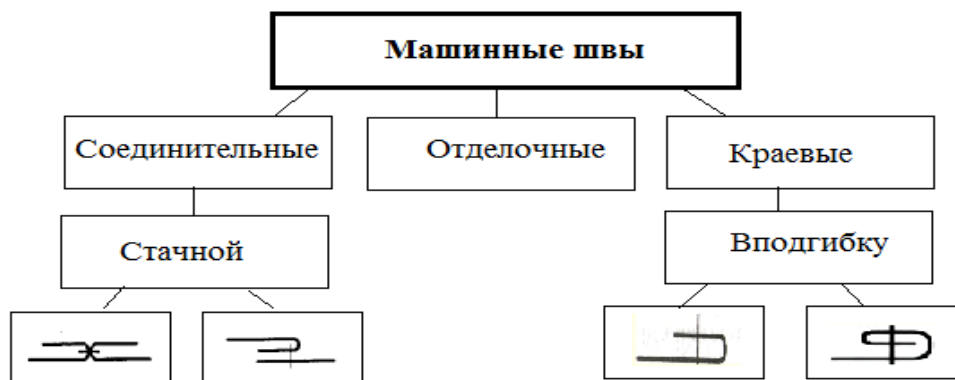 Машинные швы
Соединительные
Отделочные
Краевые
Стачной
Вподгибку